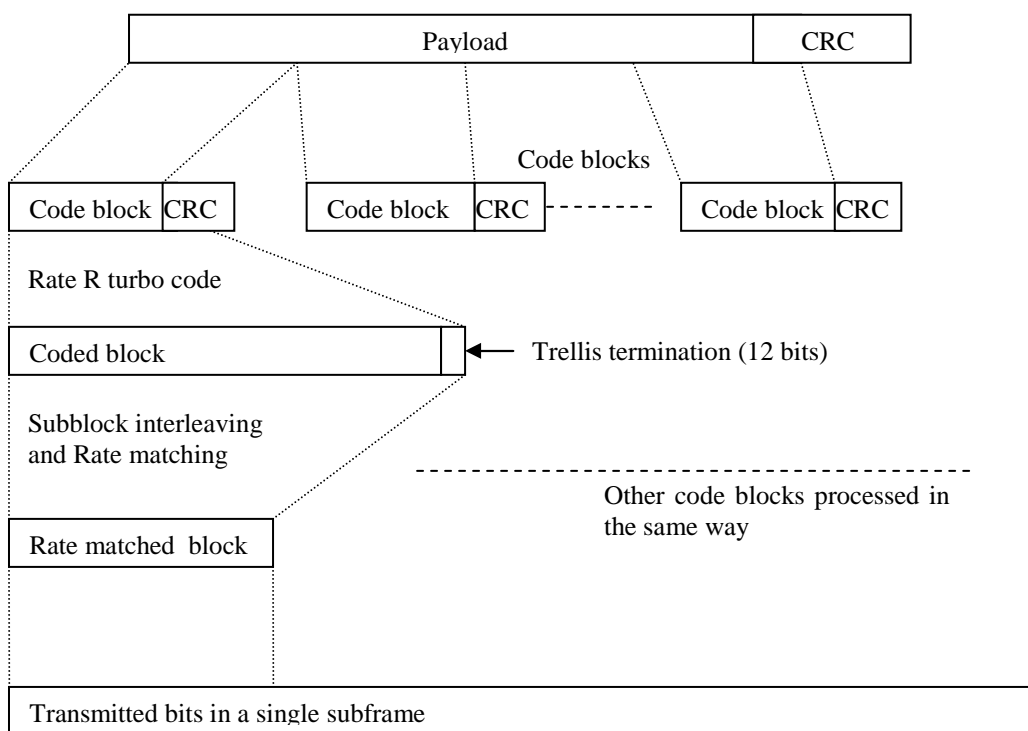 Payload CRC
Code blocks
Code block CRC Code block CRC Code block CRC
Rate R turbo code
Coded block
Trellis termination (12 bits)
Subblock interleaving
and Rate matching
Other code blocks processed in
the same way
Rate matched block
Transmitted bits in a single subframe